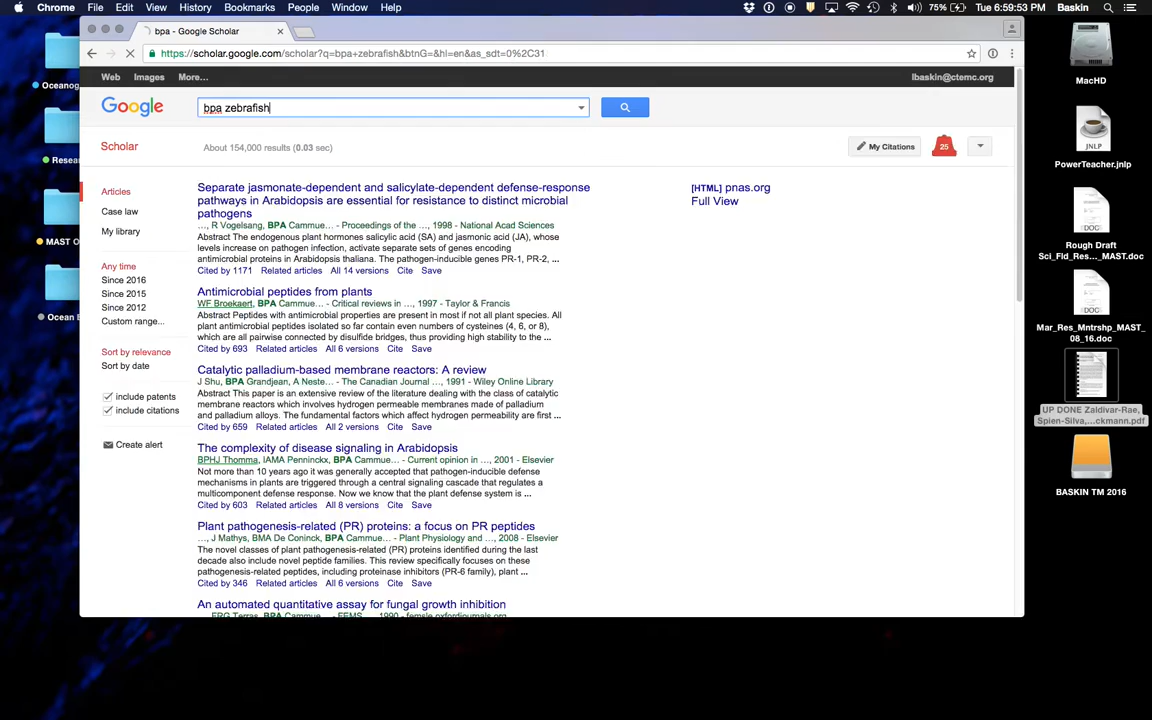 Chrome File Edit View History Bookmarks People Window Help 75% Tue 6:59:53 PM Baskin
bpa - Google Scholar
https://scholar.google.com/scholar?q=bpa+zebrafish&btnG=&hl=en&as_sdt=0%2C31
Web Images More... lbaskin@ctemc.org
Google bpa zebrafish
Scholar About 154,000 results (0.03 sec) My Citations 25
Articles
Case law
My library
Any time
Since 2016
Since 2015
Since 2012
Custom range...
Sort by relevance
Sort by date
include patents
include citations
Create alert
Separate jasmonate-dependent and salicylate-dependent defense-response
pathways in Arabidopsis are essential for resistance to distinct microbial
pathogens
..., R Vogelsang, BPA Cammue... - Proceedings of the ..., 1998 - National Acad Sciences
Abstract The endogenous plant hormones salicylic acid (SA) and jasmonic acid (JA), whose
levels increase on pathogen infection, activate separate sets of genes encoding
antimicrobial proteins in Arabidopsis thaliana. The pathogen-inducible genes PR-1, PR-2, ...
Cited by 1171 Related articles All 14 versions Cite Save
[HTML] pnas.org
Full View
Antimicrobial peptides from plants
WF Broekaert, BPA Cammue... - Critical reviews in ..., 1997 - Taylor & Francis
Abstract Peptides with antimicrobial properties are present in most if not all plant species. All
plant antimicrobial peptides isolated so far contain even numbers of cysteines (4, 6, or 8),
which are all pairwise connected by disulfide bridges, thus providing high stability to the ...
Cited by 693 Related articles All 6 versions Cite Save
Catalytic palladium-based membrane reactors: A review
J Shu, BPA Grandjean, A Neste... - The Canadian Journal ..., 1991 - Wiley Online Library
Abstract This paper is an extensive review of the literature dealing with the class of catalytic
membrane reactors which involves hydrogen permeable membranes made of palladium
and palladium alloys. The fundamental factors which affect hydrogen permeability are first ...
Cited by 659 Related articles All 2 versions Cite Save
The complexity of disease signaling in Arabidopsis
BPHJ Thomma, IAMA Penninckx, BPA Cammue... - Current opinion in ..., 2001 - Elsevier
Not more than 10 years ago it was generally accepted that pathogen-inducible defense
mechanisms in plants are triggered through a central signaling cascade that regulates a
multicomponent defense response. Now we know that the plant defense system is ...
Cited by 603 Related articles All 8 versions Cite Save
Plant pathogenesis-related (PR) proteins: a focus on PR peptides
..., J Mathys, BMA De Coninck, BPA Cammue... - Plant Physiology and ..., 2008 - Elsevier
The novel classes of plant pathogenesis-related (PR) proteins identified during the last
decade also include novel peptide families. This review specifically focuses on these
pathogenesis-related peptides, including proteinase inhibitors (PR-6 family), plant ...
Cited by 346 Related articles All 6 versions Cite Save
An automated quantitative assay for fungal growth inhibition
FRG Terras, BPA Cammue... - FEMS ..., 1990 - femsle.oxfordjournals.org
Oceanog
Resea
MAST O
Ocean B
MacHD
JNLP
PowerTeacher.jnlp
DOC
Rough Draft
Sci_Fld_Res..._MAST.doc
DOC
Mar_Res_Mntrshp_MAST_
08_16.doc
UP DONE Zaldivar-Rae,
Spien-Silva,...ckmann.pdf
BASKIN TM 2016